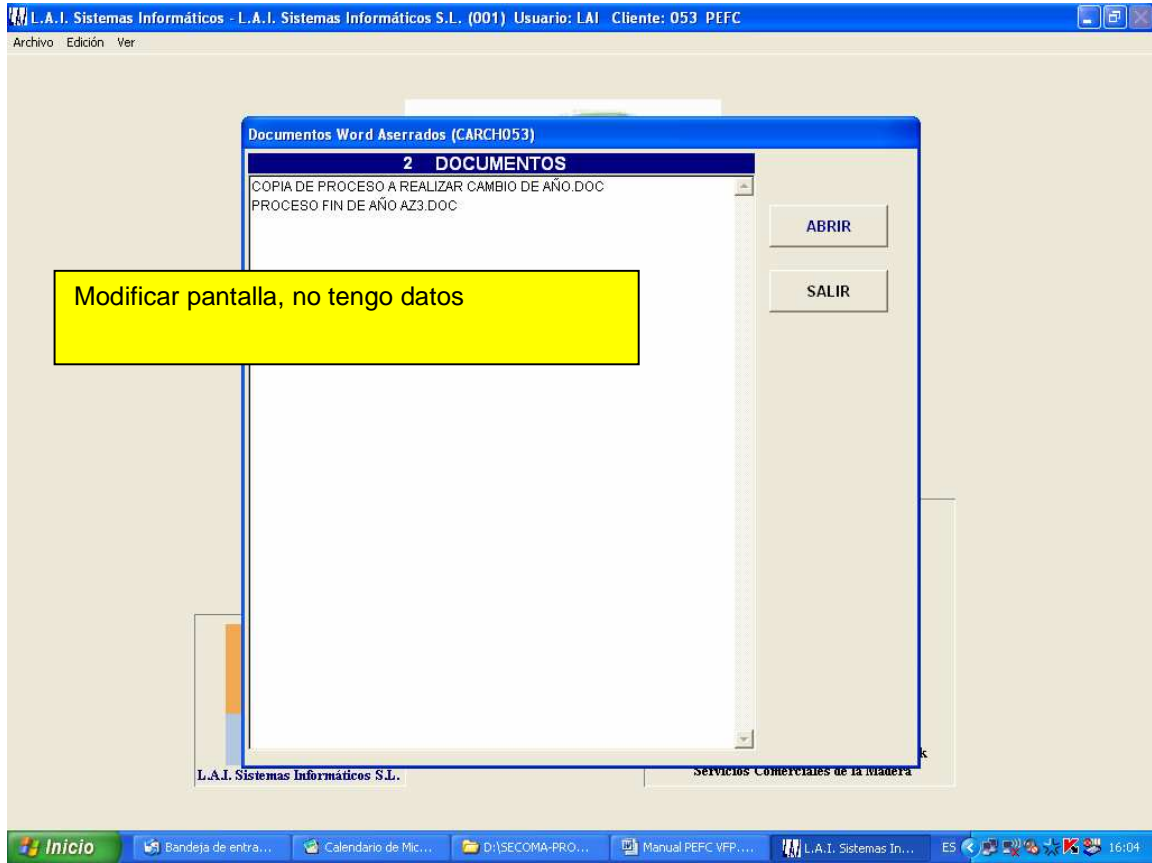 L.A.I. Sistemas Informáticos - L.A.I. Sistemas Informáticos S.L. (001) Usuario: LAI Cliente: 053 PEFC
Archivo Edición Ver
Documentos Word Aserrados (CARCH053)
2 DOCUMENTOS
COPIA DE PROCESO A REALIZAR CAMBIO DE AÑO.DOC
PROCESO FIN DE AÑO AZ3.DOC
ABRIR
SALIR
Modificar pantalla, no tengo datos
k
L.A.I. Sistemas Informáticos S.L.
Servicios Comerciales de la Madera
Inicio
Bandeja de entra...
Calendario de Mic...
D:\SECOMA-PRO...
Manual PEFC VFP....
L.A.I. Sistemas In...
ES
16:04